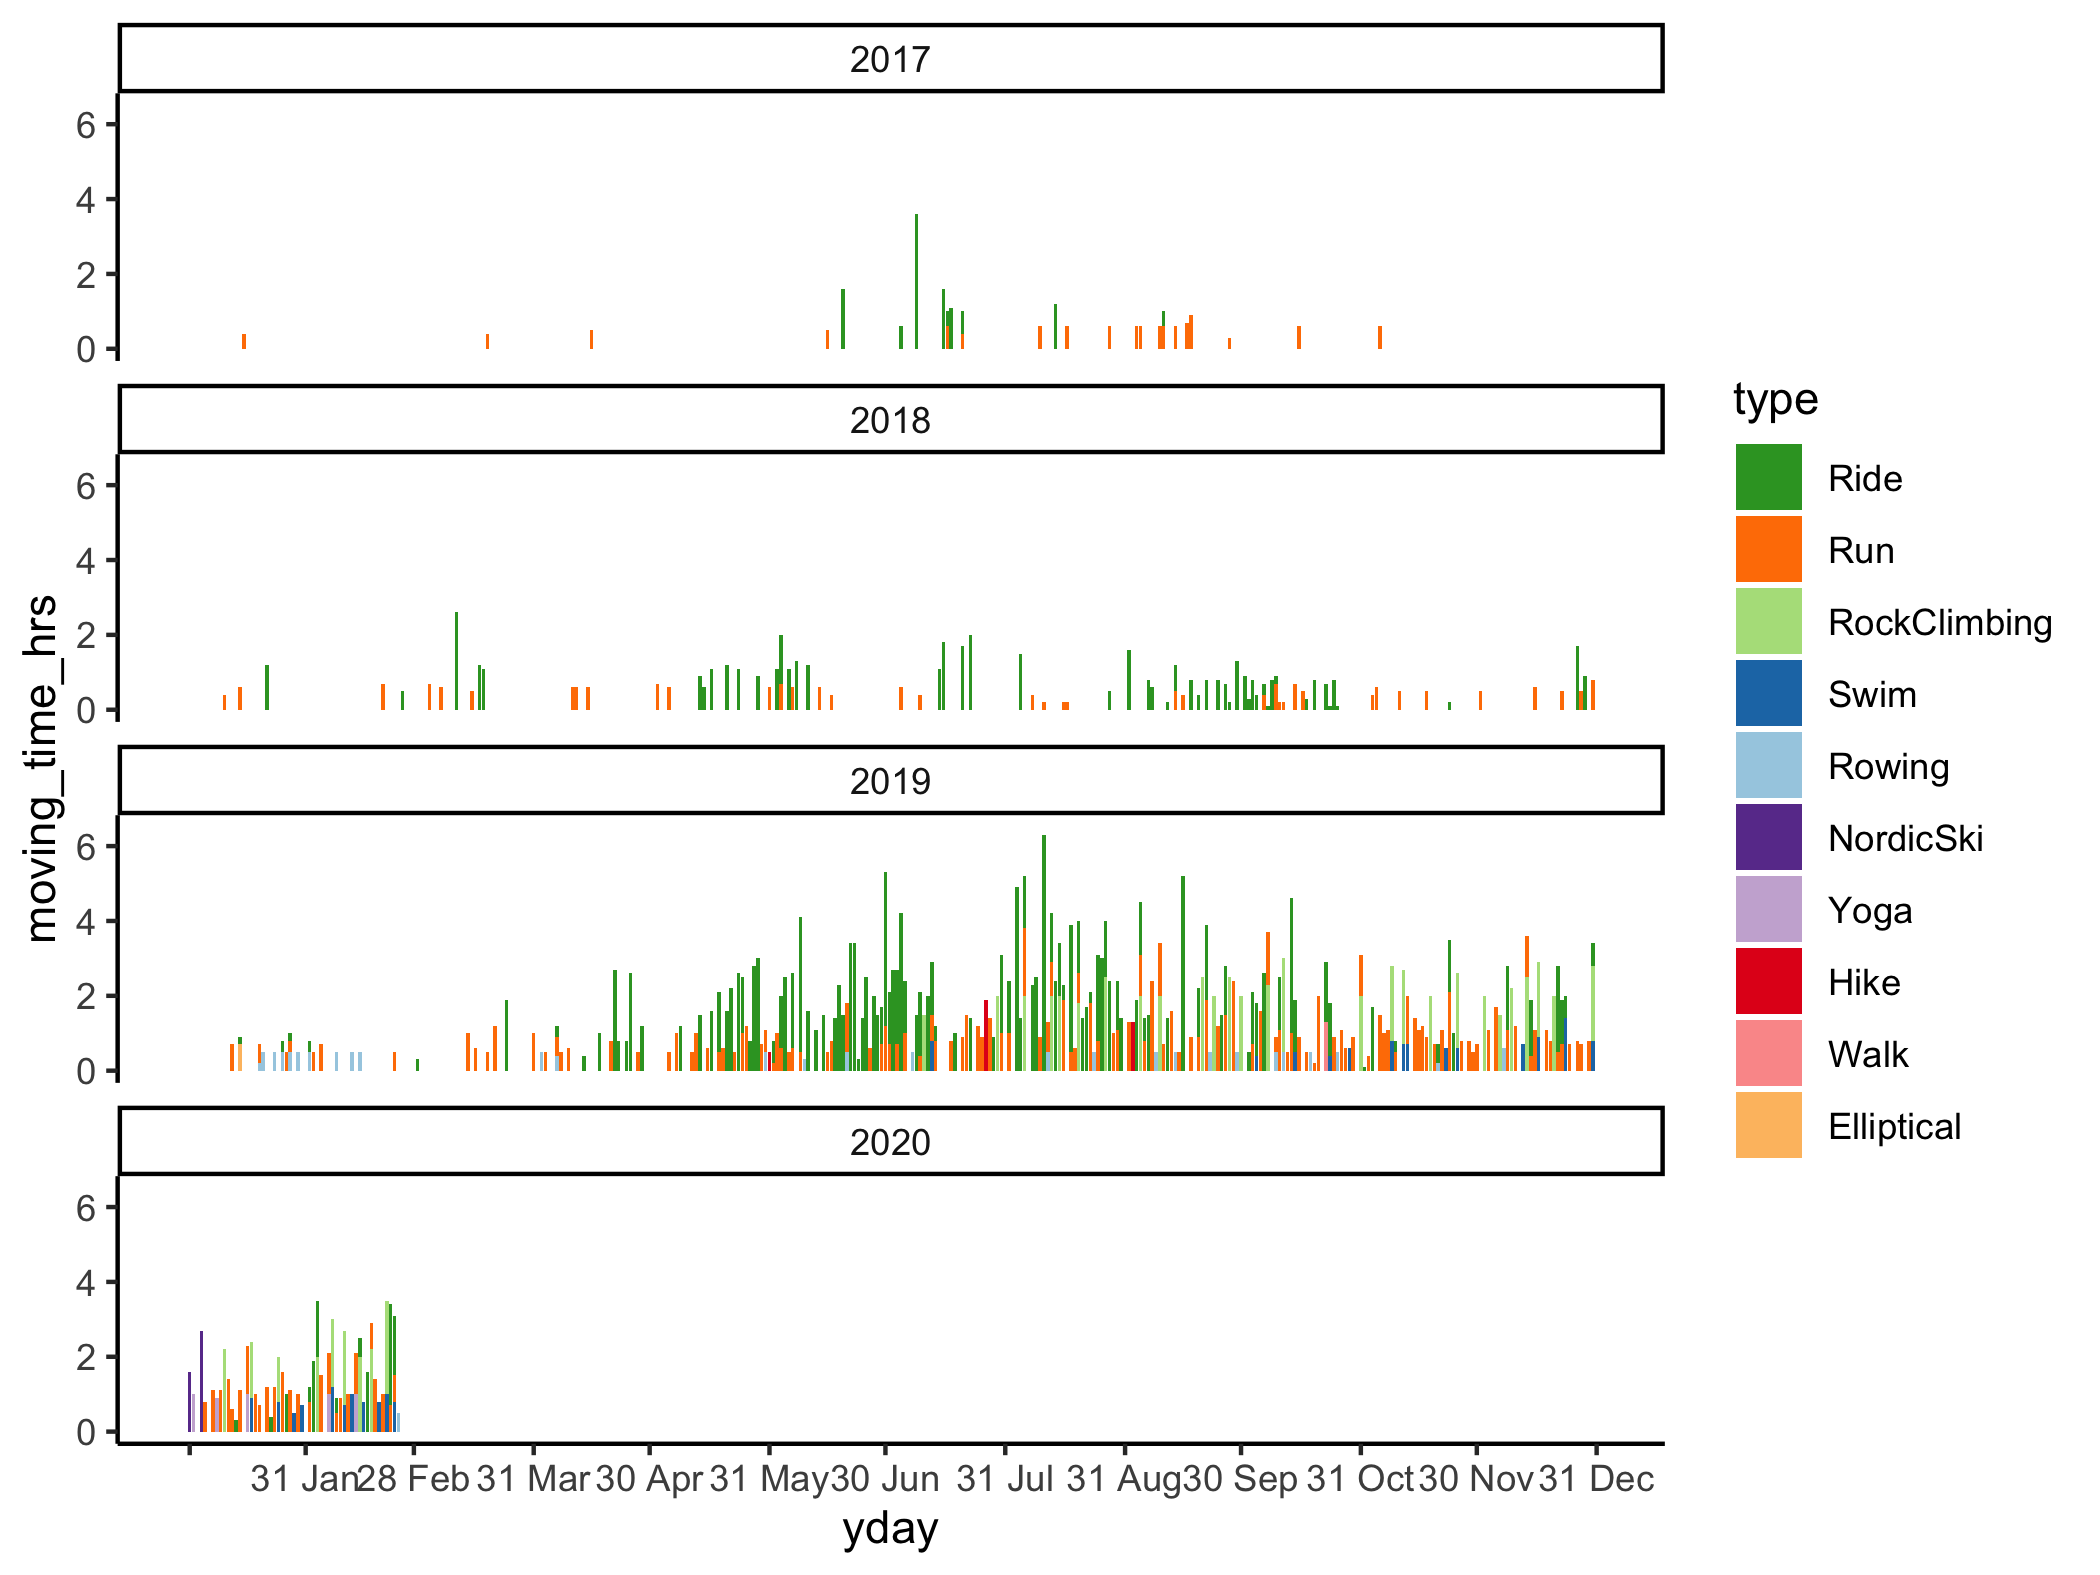 2017
6
4
2
0
2018
6
4
2
0
2019
6
4
2
0
2020
6
4
2
0
31 Jan 28 Feb 31 Mar 30 Apr 31 May 30 Jun 31 Jul 31 Aug 30 Sep 31 Oct 30 Nov 31 Dec
yday
moving_time_hrs
type
Ride
Run
RockClimbing
Swim
Rowing
NordicSki
Yoga
Hike
Walk
Elliptical